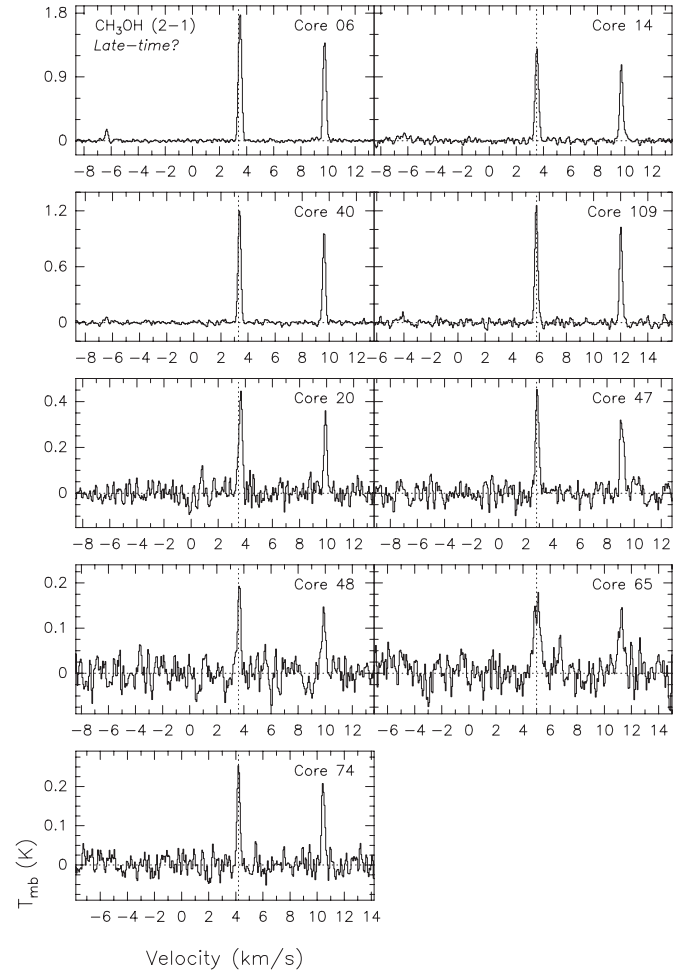 CH₃OH (2−1)
Late−time?
Core 06
Core 14
1.8
0.9
0
−8 −6 −4 −2 0 2 4 6 8 10 12
−8 −6 −4 −2 0 2 4 6 8 10 12
Core 40
Core 109
1.2
0.6
0
−8 −6 −4 −2 0 2 4 6 8 10 12
−6 −4 −2 0 2 4 6 8 10 12 14
Core 20
Core 47
0.4
0.2
0
−8 −6 −4 −2 0 2 4 6 8 10 12
−8 −6 −4 −2 0 2 4 6 8 10 12
Core 48
Core 65
0.2
0.1
0
−8 −6 −4 −2 0 2 4 6 8 10 12
−6 −4 −2 0 2 4 6 8 10 12 14
Core 74
0.2
0.1
0
−6 −4 −2 0 2 4 6 8 10 12 14
Tmb (K)
Velocity (km/s)